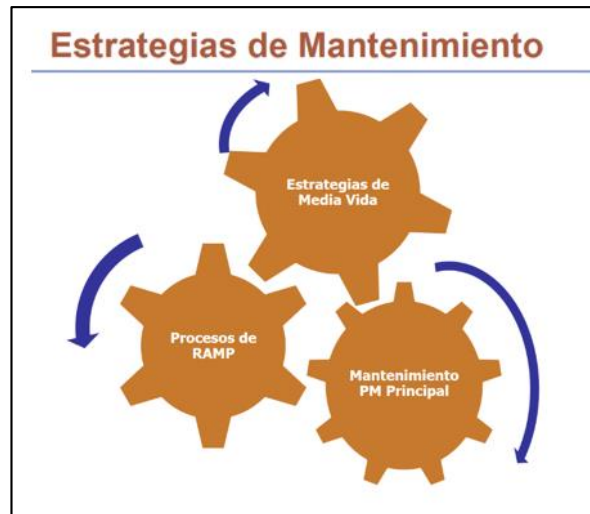 Estrategias de Mantenimiento
Estrategias de
Media Vida
Procesos de
RAMP
Mantenimiento
PM Principal